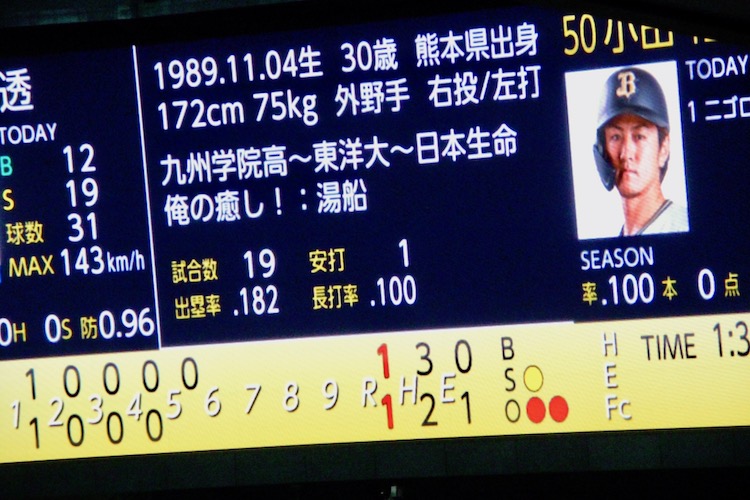 透
TODAY
B 12
S 19
球数 31
MAX 143km/h
0H 0S 防0.96
1989.11.04生 30歳 熊本県出身
172cm 75kg 外野手 右投/左打
九州学院高～東洋大～日本生命
俺の癒し！：湯船
試合数 19 安打 1
出塁率 .182 長打率 .100
50 小田
B
TODAY
1 ニゴロ
SEASON
率.100 本 0 点
1 0 0 0 0 1 3 0
1 2 3 4 5 6 7 8 9 R H E
1 0 0 0 1 2 1
B
S
O
H
E
Fc
TIME 1:3